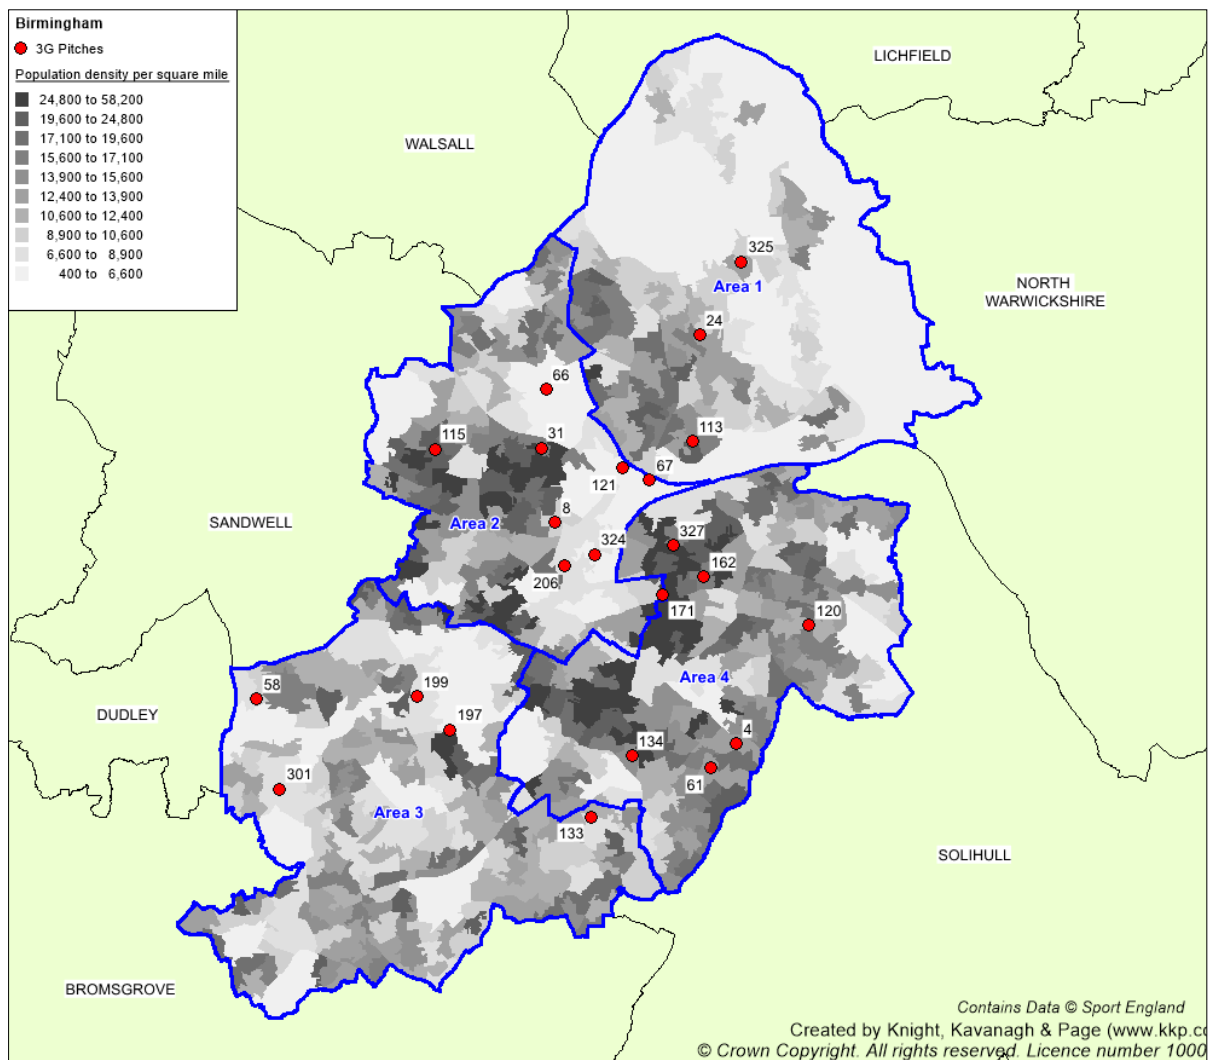 Birmingham
3G Pitches
Population density per square mile
24,800 to 58,200
19,600 to 24,800
17,100 to 19,600
15,600 to 17,100
13,900 to 15,600
12,400 to 13,900
10,600 to 12,400
8,900 to 10,600
6,600 to 8,900
400 to 6,600
LICHFIELD
WALSALL
325
Area 1
NORTH
WARWICKSHIRE
24
66
115
31
113
121
67
SANDWELL
Area 2
8
327
324
162
206
171
120
58
199
Area 4
DUDLEY
197
134
4
61
301
Area 3
133
SOLIHULL
BROMSGROVE
Contains Data © Sport England
Created by Knight, Kavanagh & Page (www.kkp.co
© Crown Copyright. All rights reserved. Licence number 1000